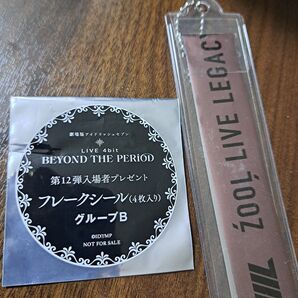 劇場版アイドリッシュセブン
LIVE 4bit
BEYOND THE PERiOD
第12弾入場者プレゼント
フレークシール(4枚入り)
グループB
©IDYMP
NOT FOR SALE
ŹOOĻ LIVE LEGACY